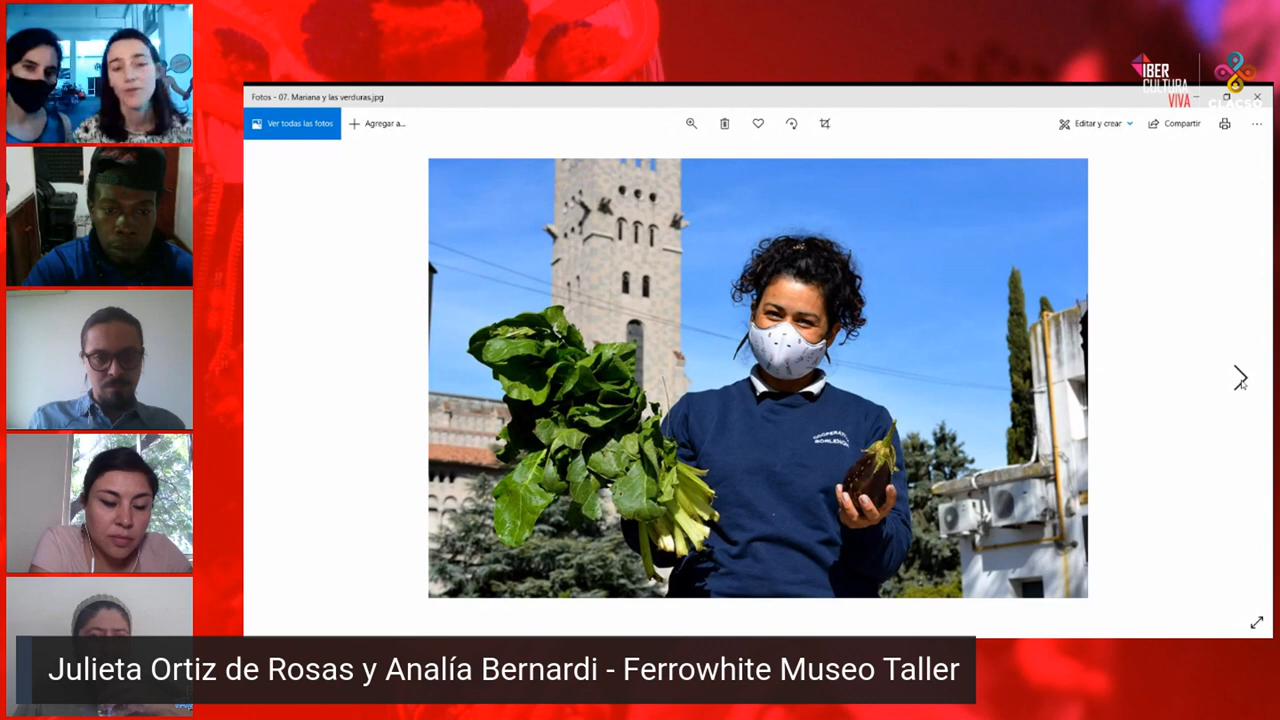 IBER
CULTURA
VIVA
CLACSO
Fotos - 07. Mariana y las verduras.jpg
Ver todas las fotos
Agregar a...
Editar y crear
Compartir
Julieta Ortiz de Rosas y Analía Bernardi - Ferrowhite Museo Taller